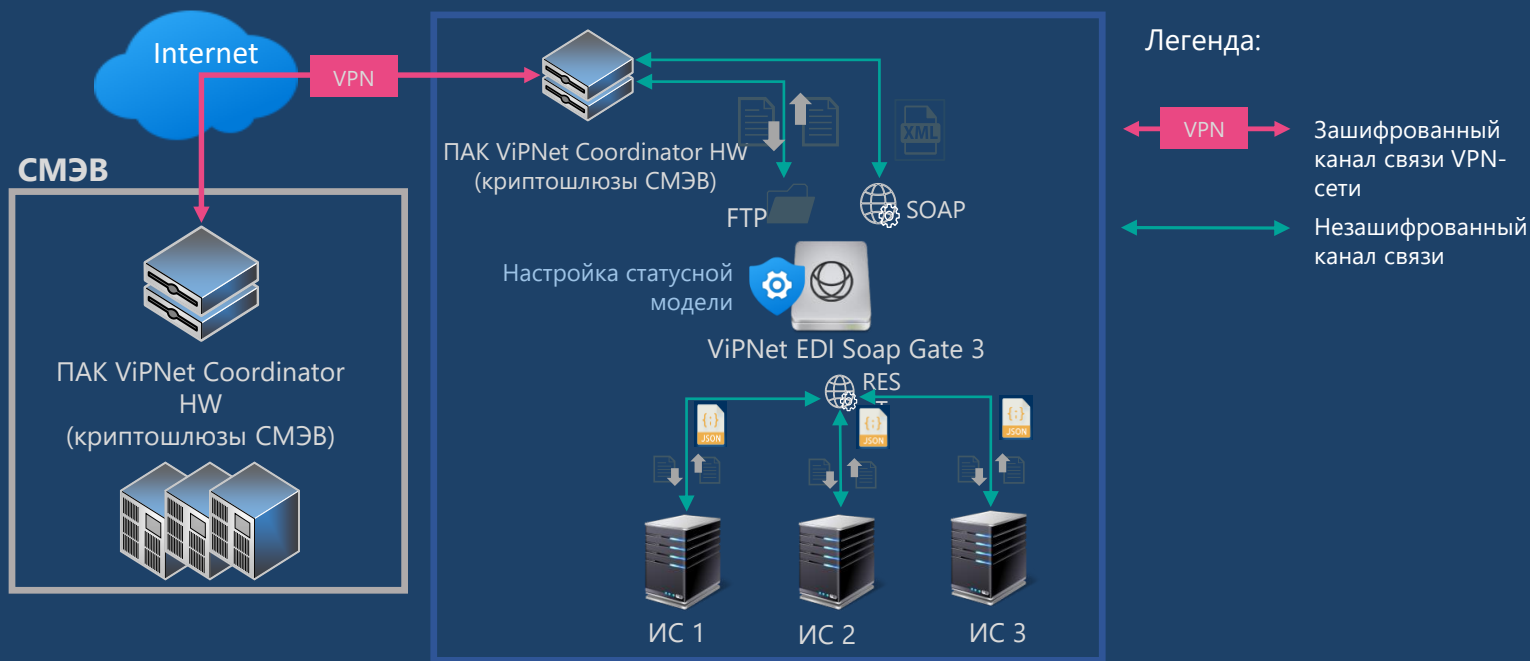 Internet
VPN
СМЭВ
ПАК ViPNet Coordinator
HW
(криптошлюзы СМЭВ)
ПАК ViPNet Coordinator HW
(криптошлюзы СМЭВ)
XML
FTP
SOAP
Настройка статусной
модели
ViPNet EDI Soap Gate 3
RES
T
{;}
JSON
{;}
JSON
{;}
JSON
ИС 1
ИС 2
ИС 3
Легенда:
VPN
Зашифрованный
канал связи VPN-
сети
Незашифрованный
канал связи